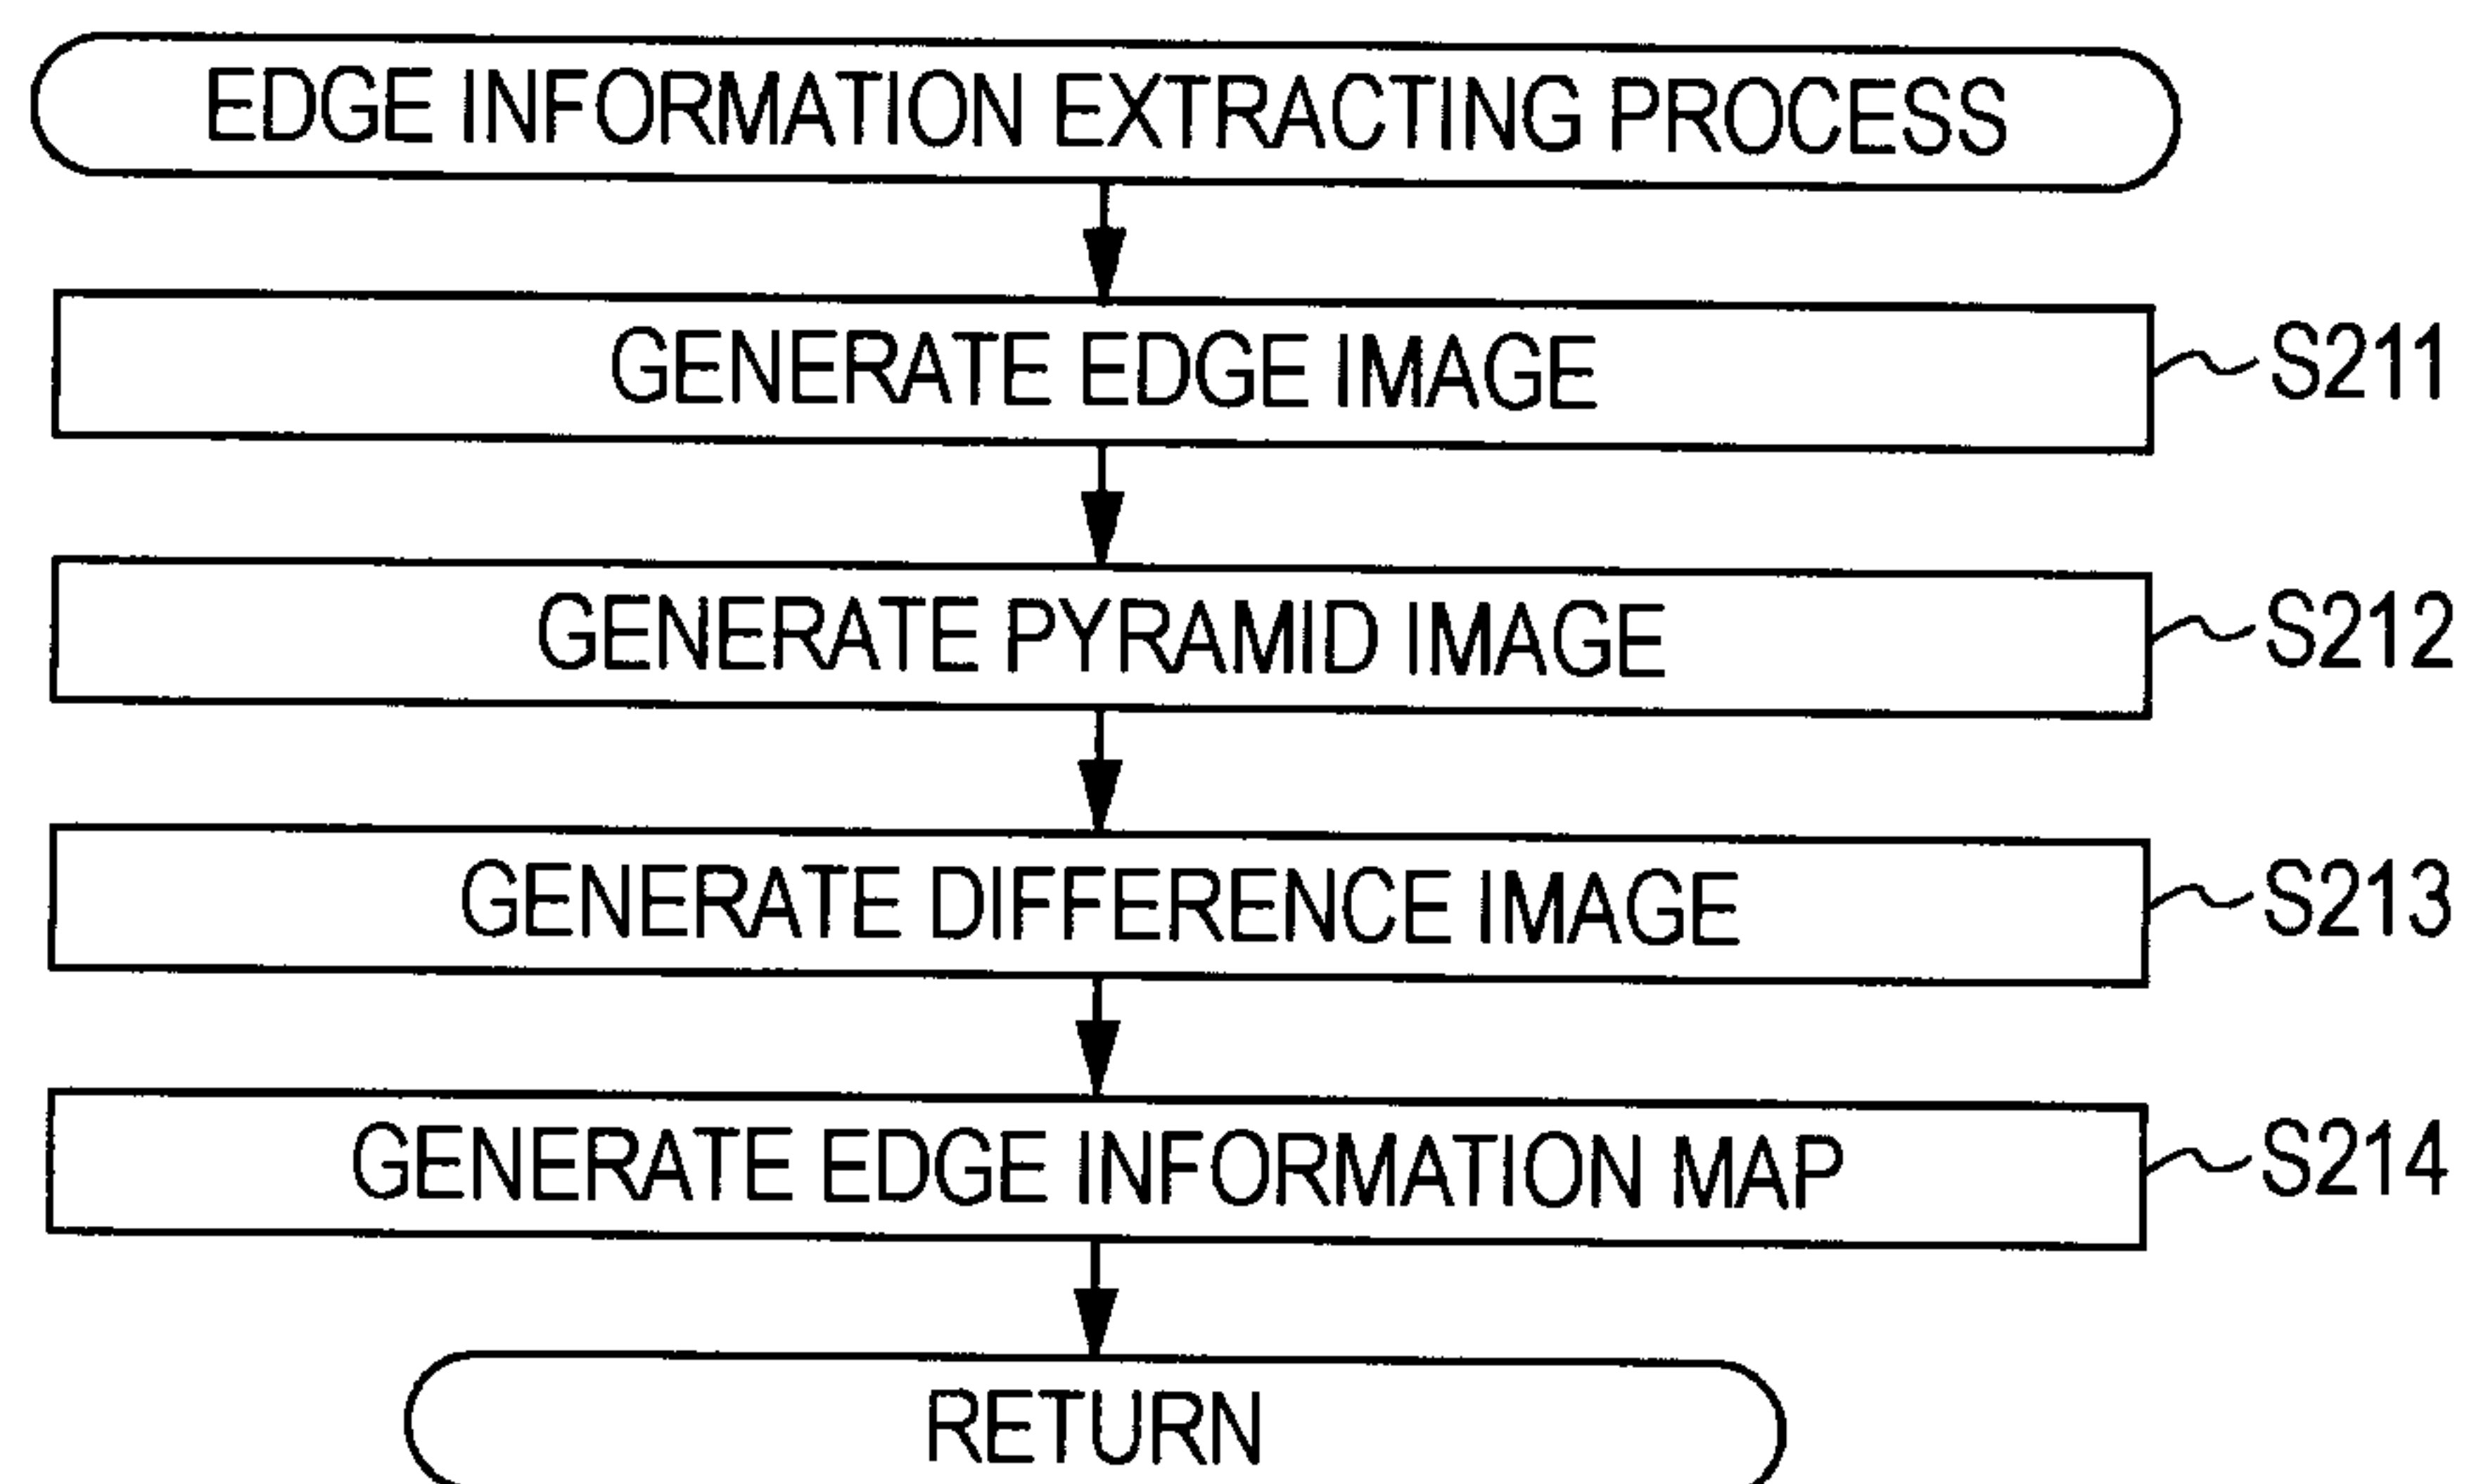 EDGE INFORMATION EXTRACTING PROCESS
GENERATE EDGE IMAGE S211
GENERATE PYRAMID IMAGE S212
GENERATE DIFFERENCE IMAGE S213
GENERATE EDGE INFORMATION MAP S214
RETURN